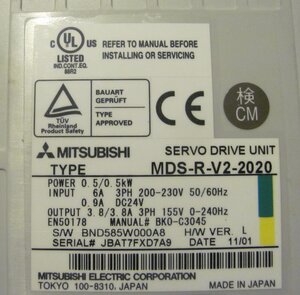 C UL US
LISTED
IND.CONT.EQ.
88R2
REFER TO MANUAL BEFORE
INSTALLING OR SERVICING
TÜV
Rheinland
Product Safety
BAUART
GEPRÜFT
TYPE
APPROVED
検
CM
MITSUBISHI
SERVO DRIVE UNIT
TYPE MDS-R-V2-2020
POWER 0.5/0.5kW
INPUT 6A 3PH 200-230V 50/60Hz
0.9A DC24V
OUTPUT 3.8/3.8A 3PH 155V 0-240Hz
EN50178 MANUAL# BKO-C3045
S/W BND585W000A8 H/W VER. L
SERIAL# JBAT7FXD7A9 DATE 11/01
MITSUBISHI ELECTRIC CORPORATION
TOKYO 100-8310, JAPAN MADE IN JAPAN